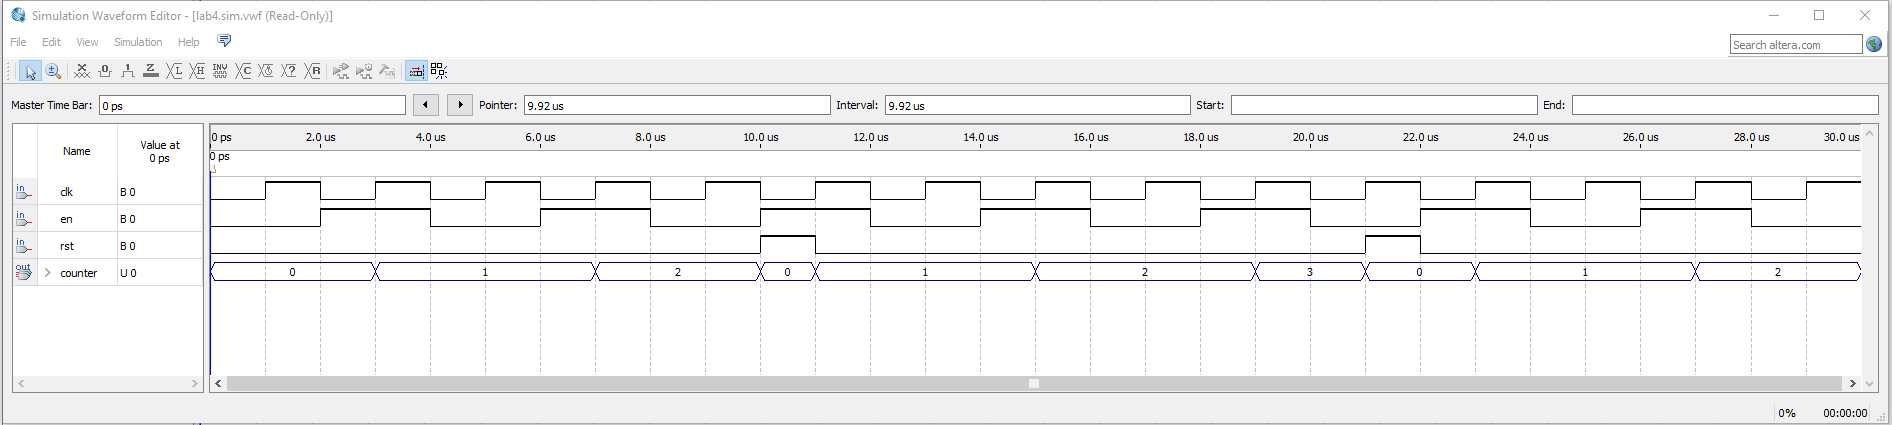 Simulation Waveform Editor - [lab4.sim.vwf (Read-Only)]
File Edit View Simulation Help
Search altera.com
Master Time Bar: 0 ps Pointer: 9.92 us Interval: 9.92 us Start: End:
Name Value at 0 ps
0 ps 2.0 us 4.0 us 6.0 us 8.0 us 10.0 us 12.0 us 14.0 us 16.0 us 18.0 us 20.0 us 22.0 us 24.0 us 26.0 us 28.0 us 30.0 us
0 ps
in clk B 0
in en B 0
in rst B 0
out counter U 0 0 1 2 0 1 2 3 0 1 2
0% 00:00:00